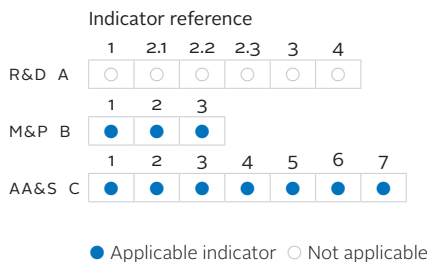 Indicator reference
1 2.1 2.2 2.3 3 4
R&D A
1 2 3
M&P B
1 2 3 4 5 6 7
AA&S C
Applicable indicator Not applicable